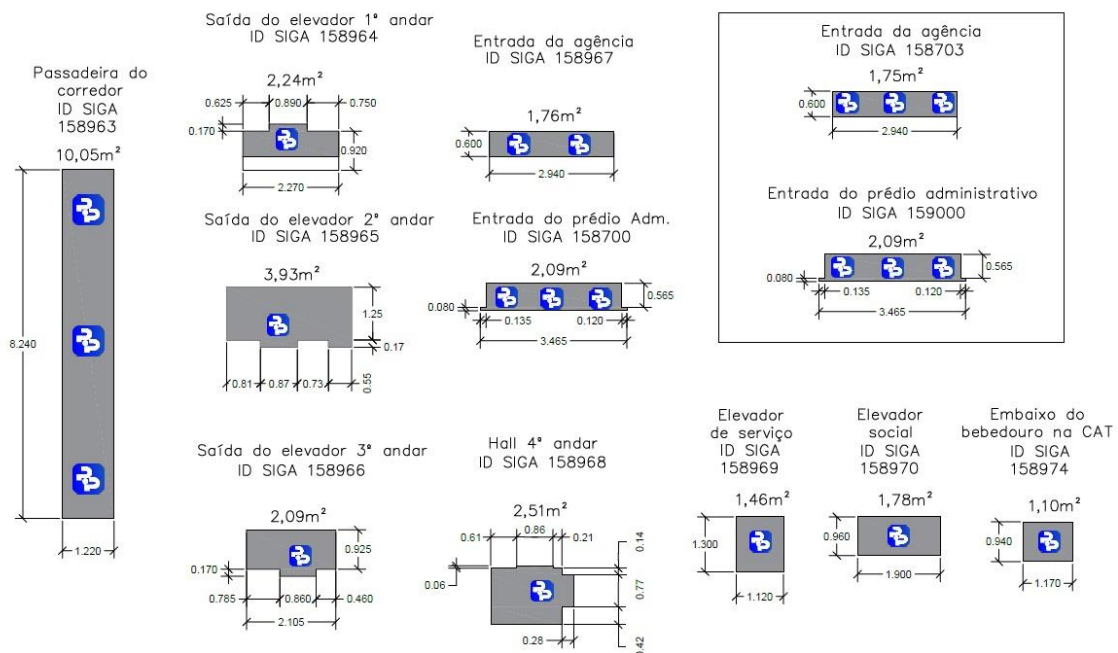 Passadeira do
corredor
ID SIGA
158963
10,05m²
8.240
1.220
Saída do elevador 1º andar
ID SIGA 158964
2,24m²
0.625
0.890
0.750
0.170
0.920
2.270
Entrada da agência
ID SIGA 158967
1,76m²
0.600
2.940
Entrada da agência
ID SIGA 158703
1,75m²
0.600
2.940
Saída do elevador 2º andar
ID SIGA 158965
3,93m²
1.25
0.17
0.81
0.87
0.73
0.55
Entrada do prédio Adm.
ID SIGA 158700
2,09m²
0.080
0.565
0.135
0.120
3.465
Entrada do prédio administrativo
ID SIGA 159000
2,09m²
0.080
0.565
0.135
0.120
3.465
Saída do elevador 3º andar
ID SIGA 158966
2,09m²
0.925
0.170
0.785
0.860
0.460
2.105
Hall 4º andar
ID SIGA 158968
2,51m²
0.61
0.86
0.21
0.14
0.06
0.77
0.28
0.42
Elevador
de serviço
ID SIGA
158969
1,46m²
1.300
1.120
Elevador
social
ID SIGA
158970
1,78m²
0.960
1.900
Embaixo do
bebedouro na CAT
ID SIGA
158974
1,10m²
0.940
1.170